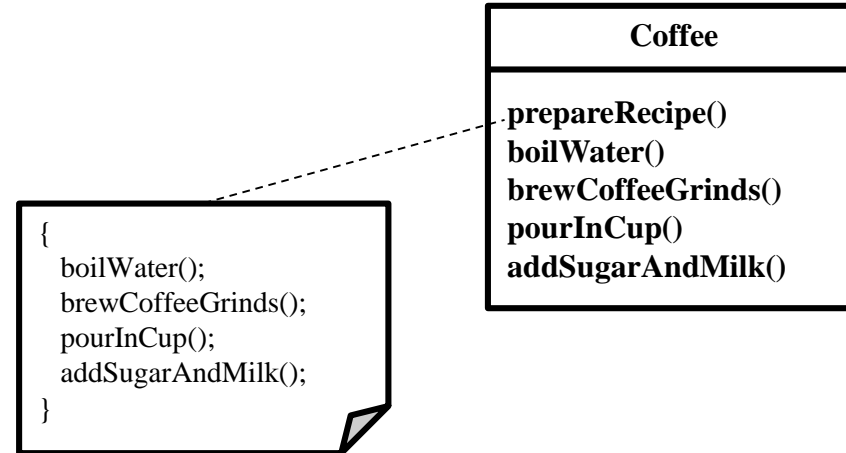 Coffee
prepareRecipe()
boilWater()
brewCoffeeGrinds()
pourInCup()
addSugarAndMilk()
{
boilWater();
brewCoffeeGrinds();
pourInCup();
addSugarAndMilk();
}